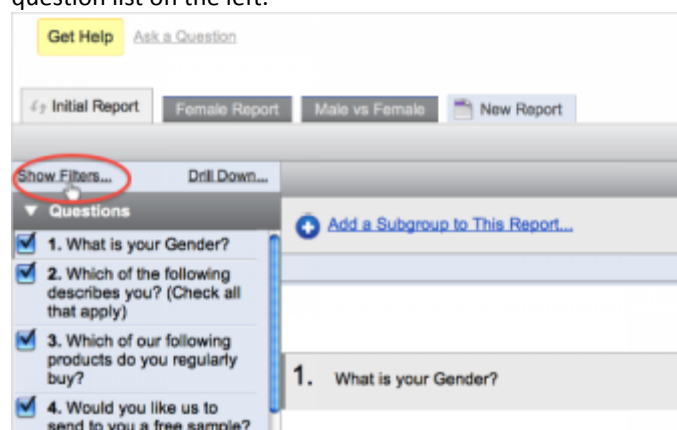 question list on the left.
Get Help Ask a Question
Initial Report Female Report Male vs Female New Report
Show Filters... Drill Down...
Questions
1. What is your Gender?
2. Which of the following
describes you? (Check all
that apply)
3. Which of our following
products do you regularly
buy?
4. Would you like us to
send to you a free sample?
Add a Subgroup to This Report...
1. What is your Gender?